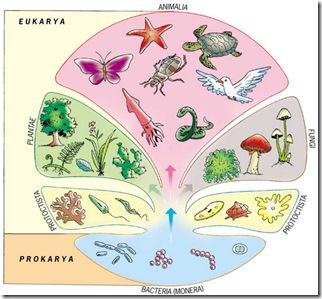 ANIMALIA
EUKARYA
PLANTAE
FUNGI
PROTOCTISTA
PROTOCTISTA
PROKARYA
BACTERIA (MONERA)